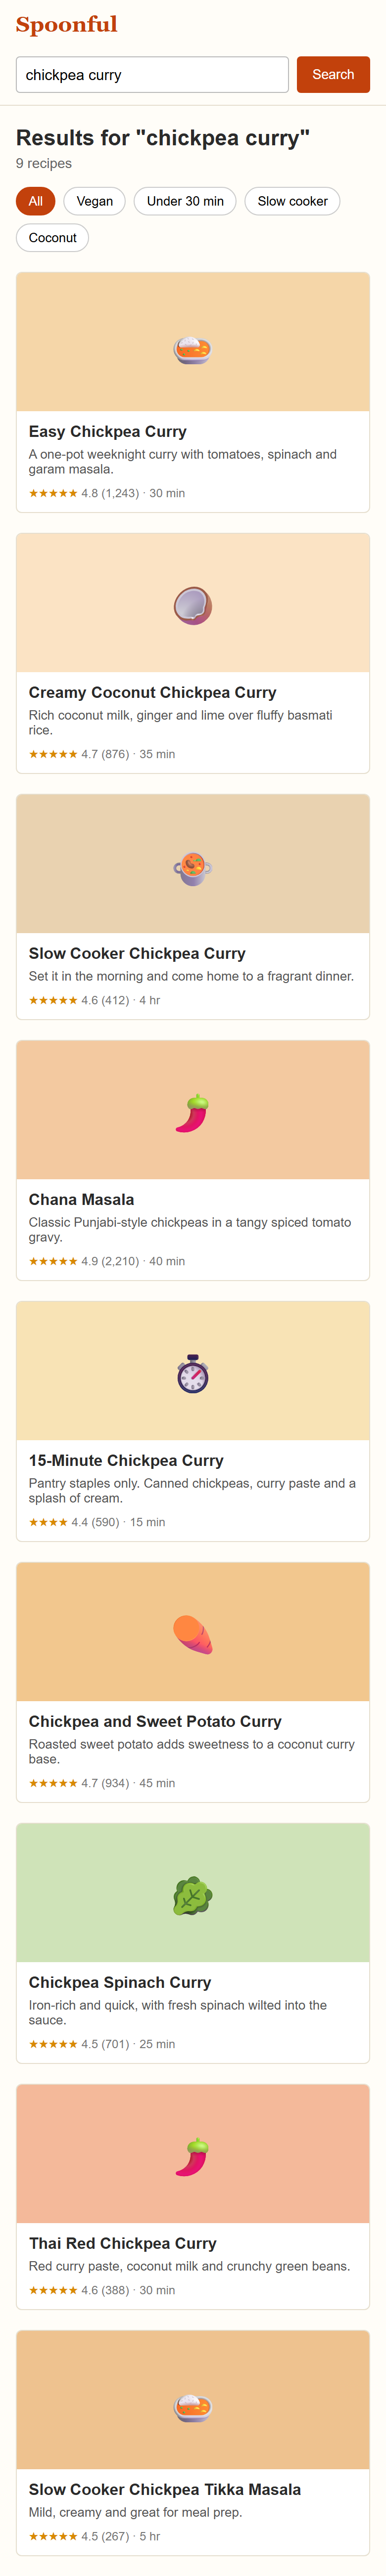 Spoonful
chickpea curry
Search
Results for "chickpea curry"
9 recipes
All
Vegan
Under 30 min
Slow cooker
Coconut
Easy Chickpea Curry
A one-pot weeknight curry with tomatoes, spinach and
garam masala.
★★★★★ 4.8 (1,243) · 30 min
Creamy Coconut Chickpea Curry
Rich coconut milk, ginger and lime over fluffy basmati
rice.
★★★★★ 4.7 (876) · 35 min
Slow Cooker Chickpea Curry
Set it in the morning and come home to a fragrant dinner.
★★★★★ 4.6 (412) · 4 hr
Chana Masala
Classic Punjabi-style chickpeas in a tangy spiced tomato
gravy.
★★★★★ 4.9 (2,210) · 40 min
15-Minute Chickpea Curry
Pantry staples only. Canned chickpeas, curry paste and a
splash of cream.
★★★★ 4.4 (590) · 15 min
Chickpea and Sweet Potato Curry
Roasted sweet potato adds sweetness to a coconut curry
base.
★★★★★ 4.7 (934) · 45 min
Chickpea Spinach Curry
Iron-rich and quick, with fresh spinach wilted into the
sauce.
★★★★★ 4.5 (701) · 25 min
Thai Red Chickpea Curry
Red curry paste, coconut milk and crunchy green beans.
★★★★★ 4.6 (388) · 30 min
Slow Cooker Chickpea Tikka Masala
Mild, creamy and great for meal prep.
★★★★★ 4.5 (267) · 5 hr